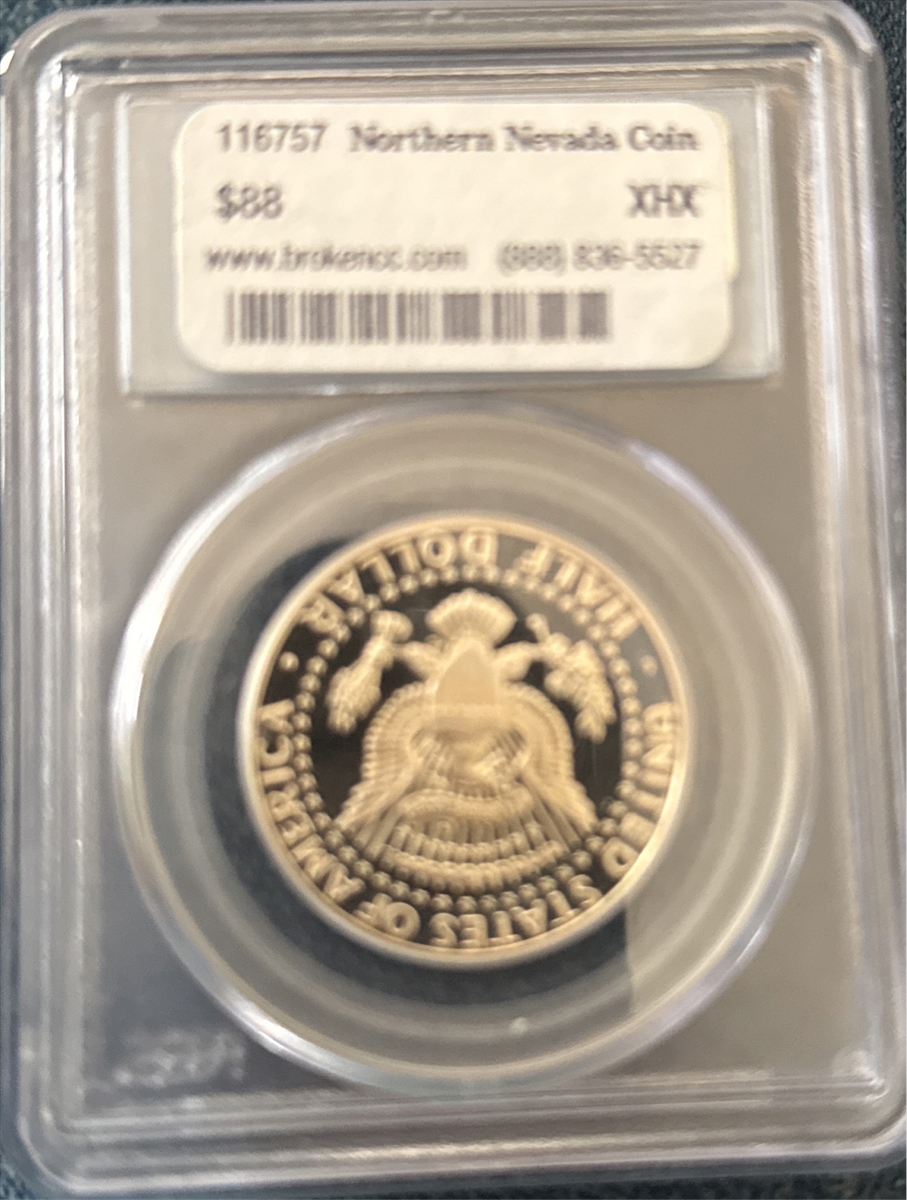 116757 Northern Nevada Coin
$88 XHX
www.brokencc.com (888) 836-5527
HALF DOLLAR
UNITED STATES OF AMERICA